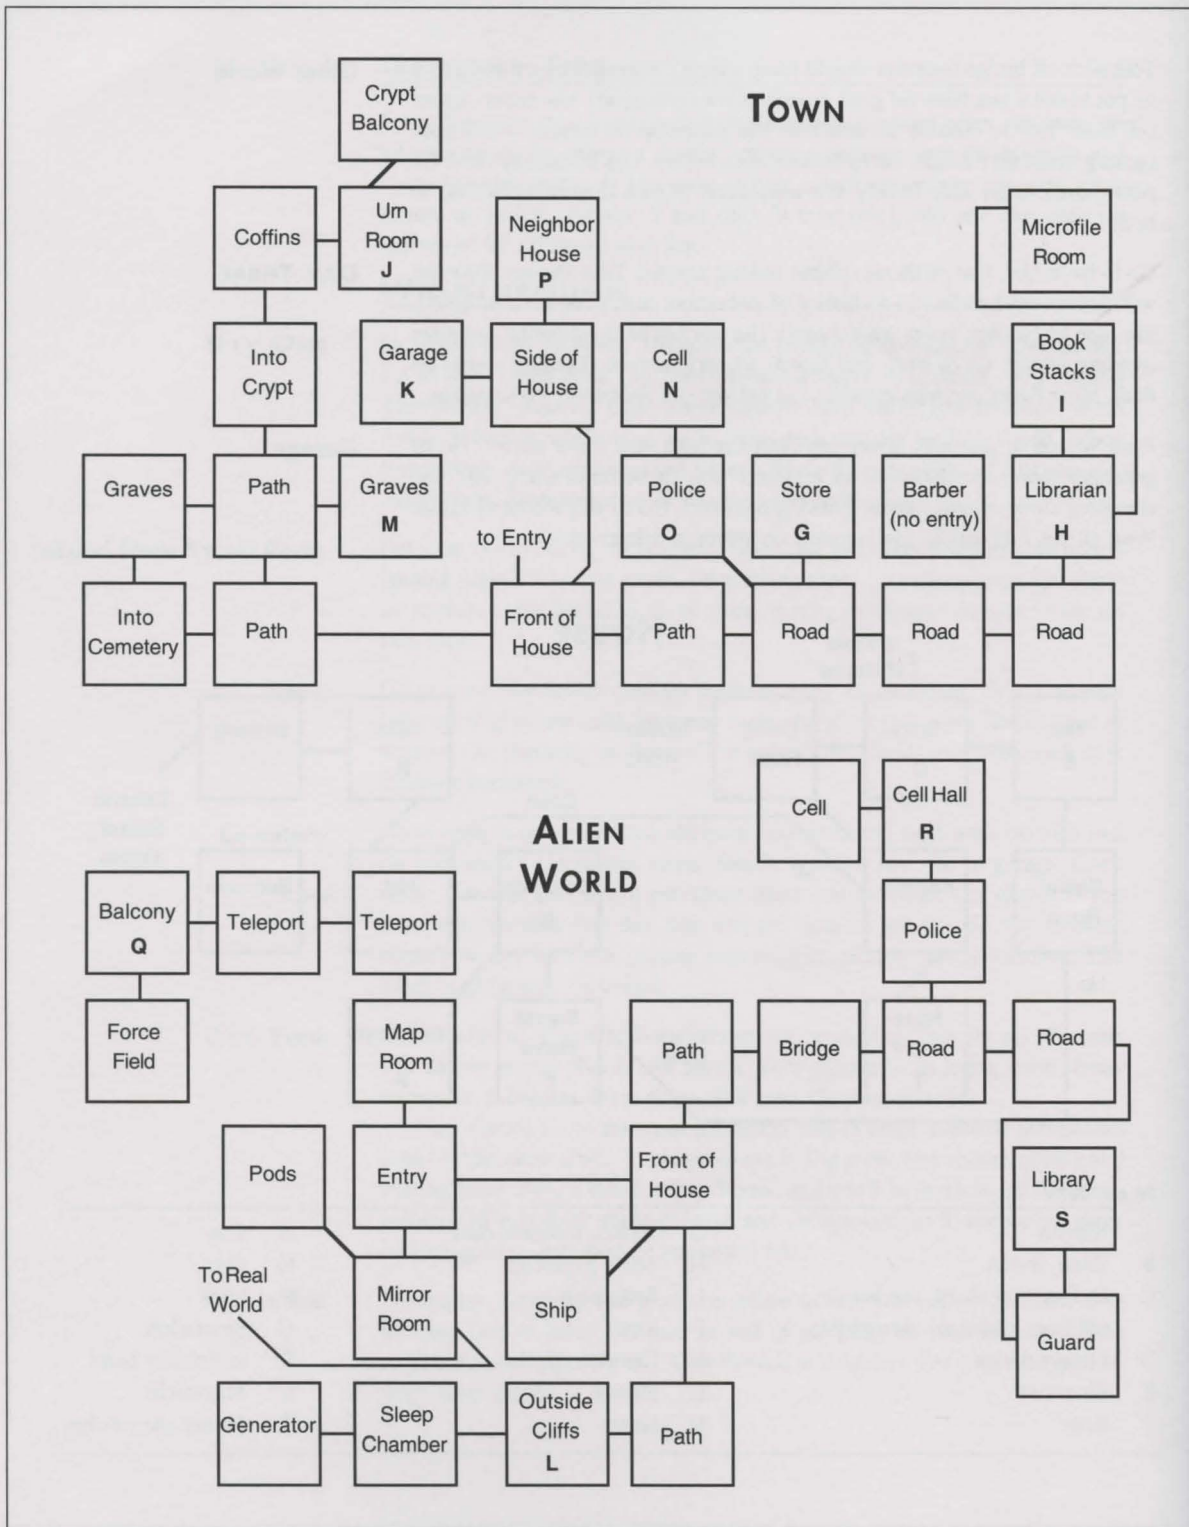 TOWN
Crypt
Balcony
Coffins
Urn
Room
J
Neighbor
House
P
Microfile
Room
Into
Crypt
Garage
K
Side of
House
Cell
N
Book
Stacks
I
Graves
Path
Graves
M
to Entry
Police
O
Store
G
Barber
(no entry)
Librarian
H
Into
Cemetery
Path
Front of
House
Path
Road
Road
Road
ALIEN
WORLD
Cell
Cell Hall
R
Balcony
Q
Teleport
Teleport
Police
Force
Field
Map
Room
Path
Bridge
Road
Road
Pods
Entry
Front of
House
Library
S
To Real
World
Mirror
Room
Ship
Guard
Generator
Sleep
Chamber
Outside
Cliffs
L
Path